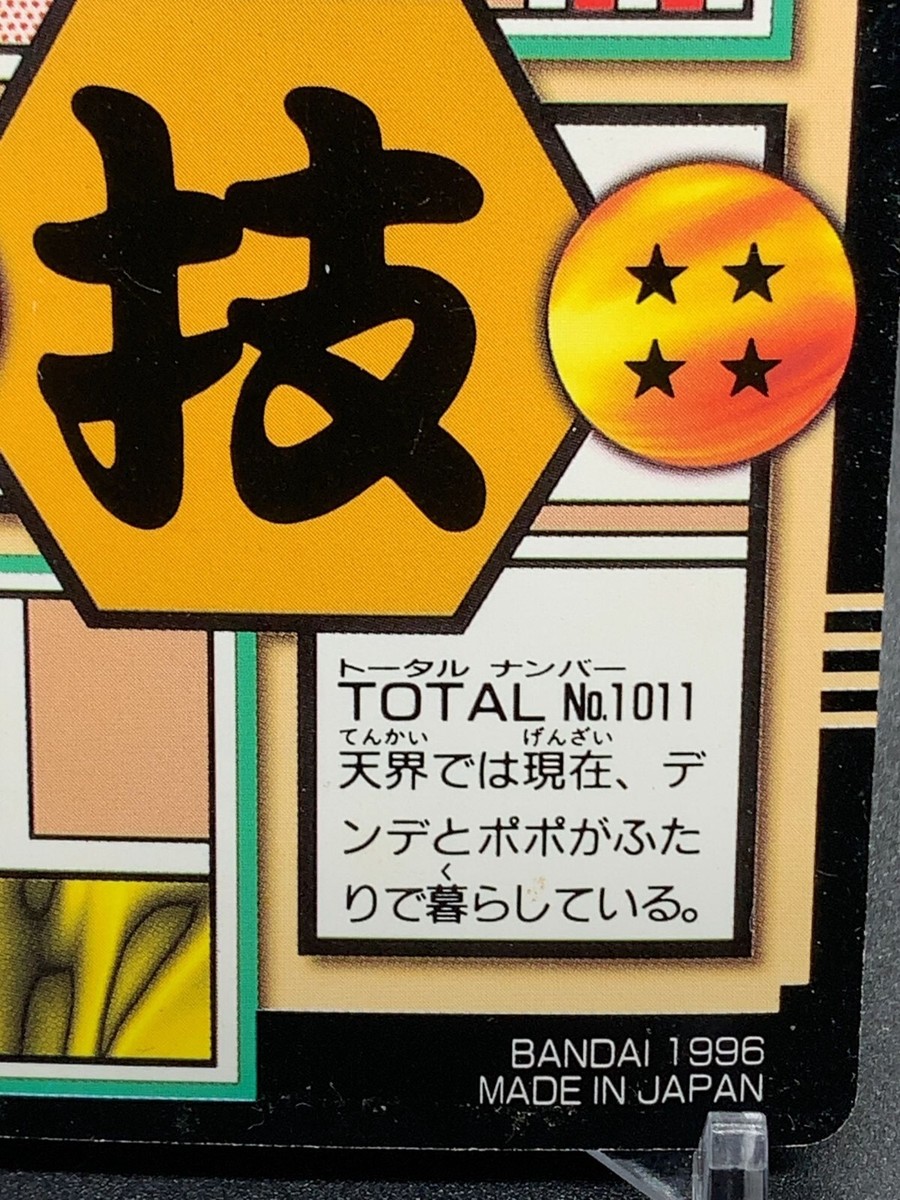 技
トータル ナンバー
TOTAL No.1011
てんかい げんざい
天界では現在、デ
ンデとポポがふた
く
りで暮らしている。
BANDAI 1996
MADE IN JAPAN